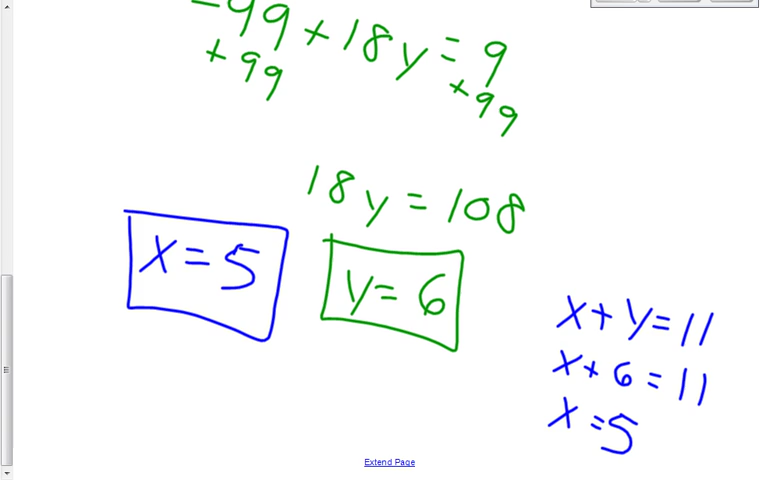 -99 + 18y = 9
+99 +99
18y = 108
x = 5
y = 6
x + y = 11
x + 6 = 11
x = 5
Extend Page